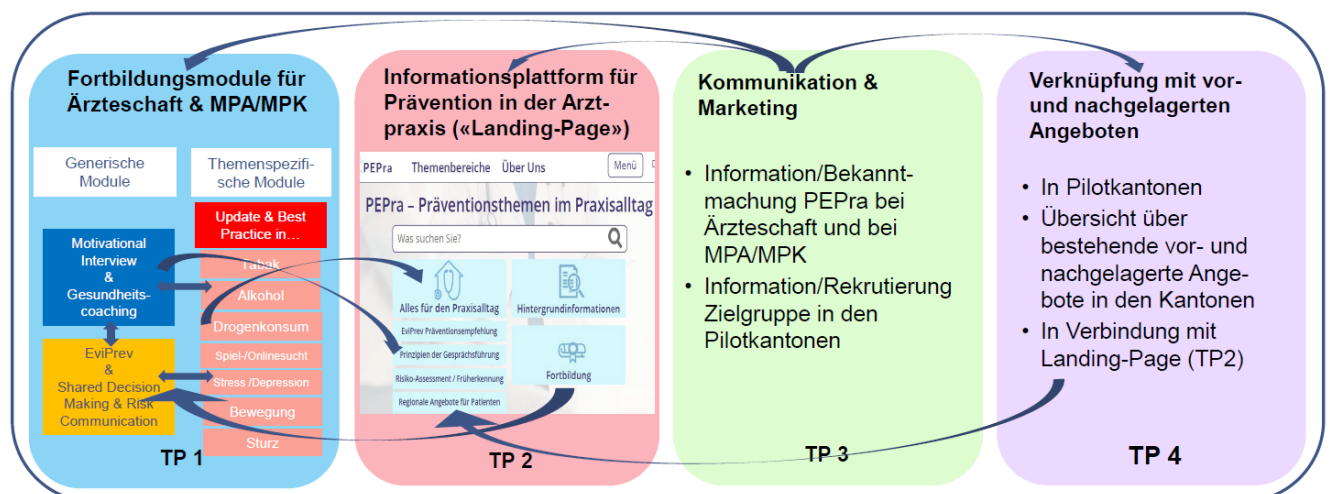 Fortbildungsmodule für
Ärzteschaft & MPA/MPK
Generische
Module
Themenspezifi-
sche Module
Update & Best
Practice in…
Motivational
Interview
&
Gesundheits-
coaching
EviPrev
&
Shared Decision
Making & Risk
Communication
Tabak
Alkohol
Drogenkonsum
Spiel-/Onlinesucht
Stress /Depression
Bewegung
Sturz
TP 1
Informationsplattform für
Prävention in der Arzt-
praxis («Landing-Page»)
PEPra Themenbereiche Über Uns Menü
PEPra – Präventionsthemen im Praxisalltag
Was suchen Sie?
Alles für den Praxisalltag
EviPrev Präventionsempfehlung
Prinzipien der Gesprächsführung
Risiko-Assessment / Früherkennung
Regionale Angebote für Patienten
Hintergrundinformationen
Fortbildung
TP 2
Kommunikation &
Marketing
• Information/Bekannt-
machung PEPra bei
Ärzteschaft und bei
MPA/MPK
• Information/Rekrutierung
Zielgruppe in den
Pilotkantonen
TP 3
Verknüpfung mit vor-
und nachgelagerten
Angeboten
• In Pilotkantonen
• Übersicht über
bestehende vor- und
nachgelagerte Ange-
bote in den Kantonen
• In Verbindung mit
Landing-Page (TP2)
TP 4